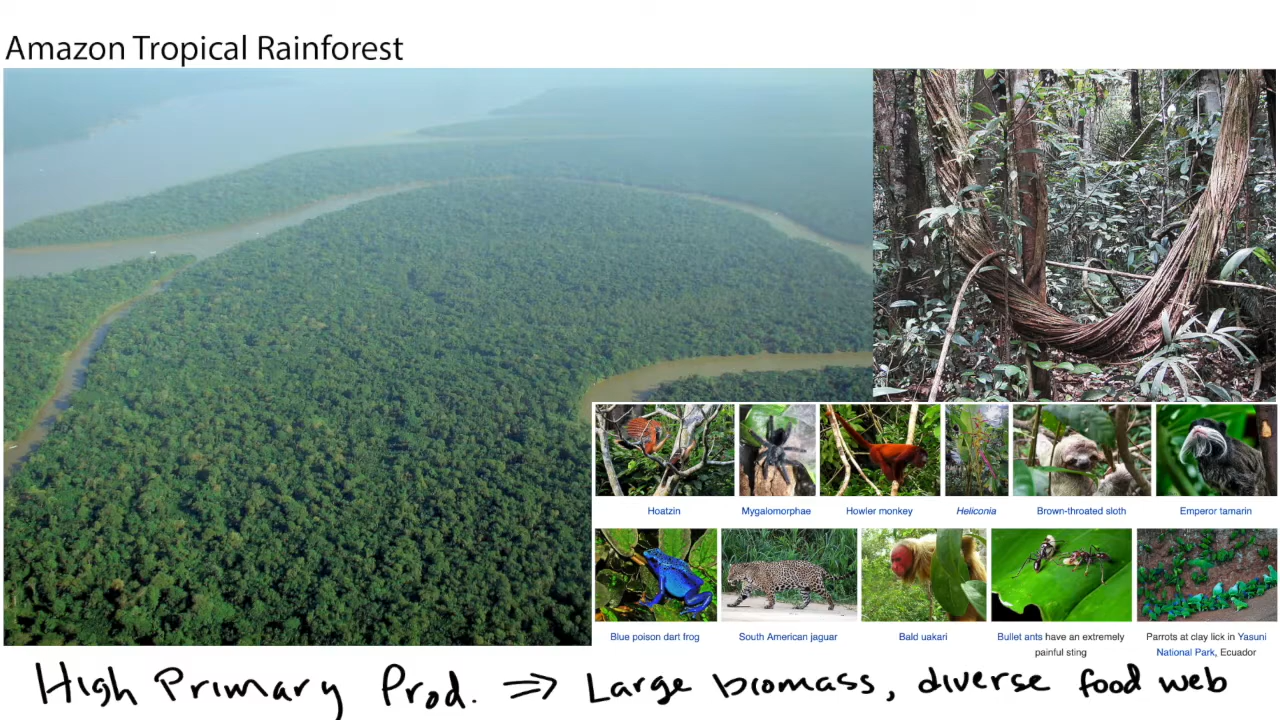 Amazon Tropical Rainforest
Hoatzin
Mygalomorphae
Howler monkey
Heliconia
Brown-throated sloth
Emperor tamarin
Blue poison dart frog
South American jaguar
Bald uakari
Bullet ants have an extremely
painful sting
Parrots at clay lick in Yasuni
National Park, Ecuador
High Primary Prod. ⇒ Large biomass, diverse food web